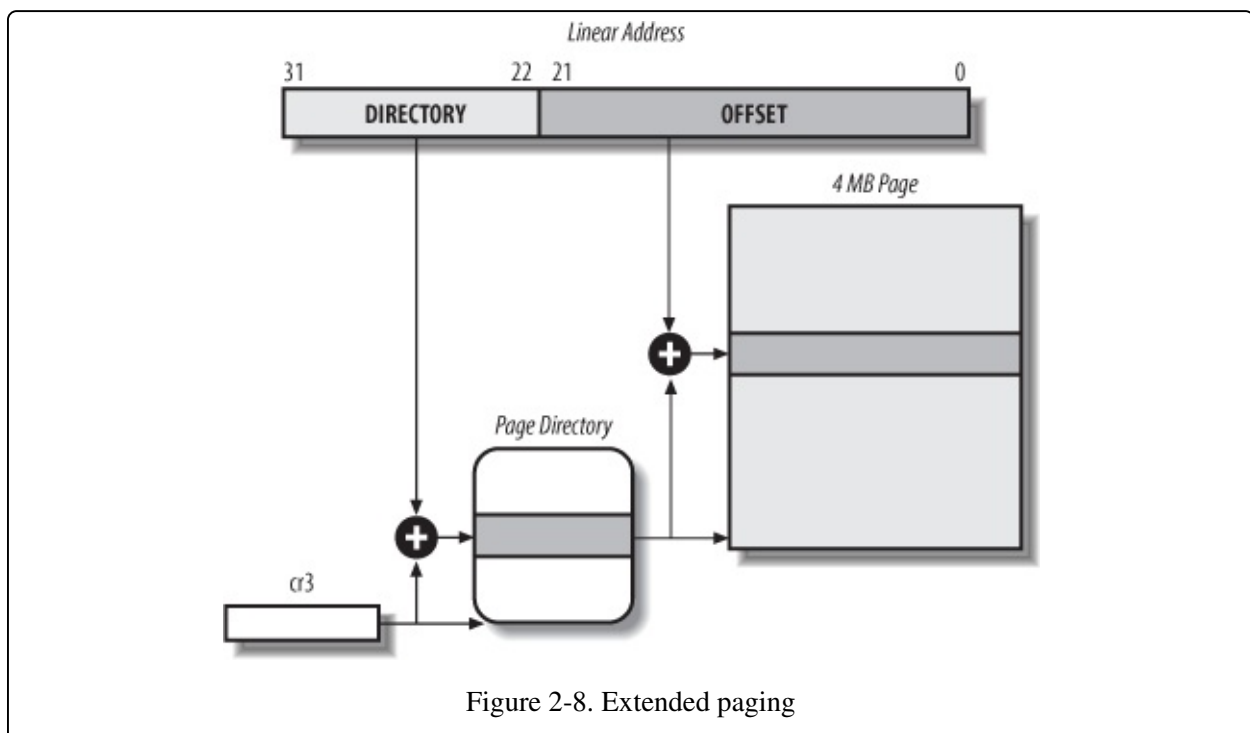 Linear Address
31 22 21 0
DIRECTORY OFFSET
4 MB Page
Page Directory
cr3
Figure 2-8. Extended paging